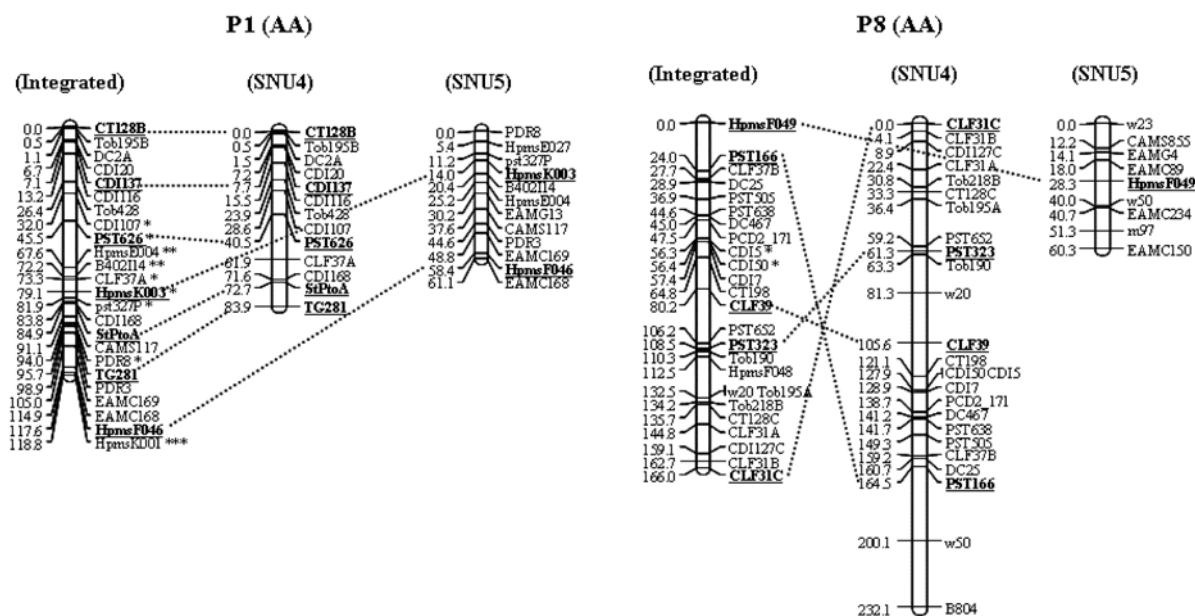 P1 (AA)
P8 (AA)
(Integrated)
0.0 CT128B
0.5 Tob195B
1.1 DC2A
6.7 CDI20
7.1 CDI137
13.2 CDI116
26.4 Tob428
32.0 CDI107 *
45.5 PST626 *
67.6 HpmsE004 **
72.2 B402I14 **
73.3 CLF37A *
79.1 HpmsK003 *
81.9 pst327P *
83.8 CDI168
84.9 StPtoA
91.1 CAMS117
94.0 PDR8 *
95.7 TG281
98.9 PDR3
105.0 EAMC169
114.9 EAMC168
117.6 HpmsF046
118.8 HpmsK001 ***
(SNU4)
0.0 CT128B
0.5 Tob195B
1.5 DC2A
7.2 CDI20
7.7 CDI137
15.5 CDI116
23.9 Tob428
28.6 CDI107
40.5 PST626
61.9 CLF37A
71.6 CDI168
72.7 StPtoA
83.9 TG281
(SNU5)
0.0 PDR8
5.4 HpmsE027
11.2 pst327P
14.0 HpmsK003
20.4 B402I14
25.2 HpmsE004
30.2 EAMG13
37.6 CAMS117
44.6 PDR3
48.8 EAMC169
58.4 HpmsF046
61.1 EAMC168
(Integrated)
0.0 HpmsF049
24.0 PST166
27.7 CLF37B
28.9 DC25
36.9 PST505
44.6 PST638
45.0 DC467
47.5 PCD2_171
56.3 CDI5 *
56.4 CDI50 *
57.4 CDI7
64.8 CT198
80.2 CLF39
106.2 PST652
108.5 PST323
110.3 Tob190
112.5 HpmsF048
132.5 w20 Tob195A
134.2 Tob218B
135.7 CT128C
144.8 CLF31A
159.1 CDI127C
162.7 CLF31B
166.0 CLF31C
(SNU4)
0.0 CLF31C
4.1 CLF31B
8.9 CDI127C
22.4 CLF31A
30.8 Tob218B
33.3 CT128C
36.4 Tob195A
59.2 PST652
61.3 PST323
63.3 Tob190
81.3 w20
105.6 CLF39
121.1 CT198
127.9 CDI50 CDI5
128.9 CDI7
138.7 PCD2_171
141.2 DC467
141.7 PST638
149.3 PST505
159.2 CLF37B
160.7 DC25
164.5 PST166
200.1 w50
232.1 B804
(SNU5)
0.0 w23
12.2 CAMS855
14.1 EAMG4
18.0 EAMC89
28.3 HpmsF049
40.0 w50
40.7 EAMC234
51.3 m97
60.3 EAMC150